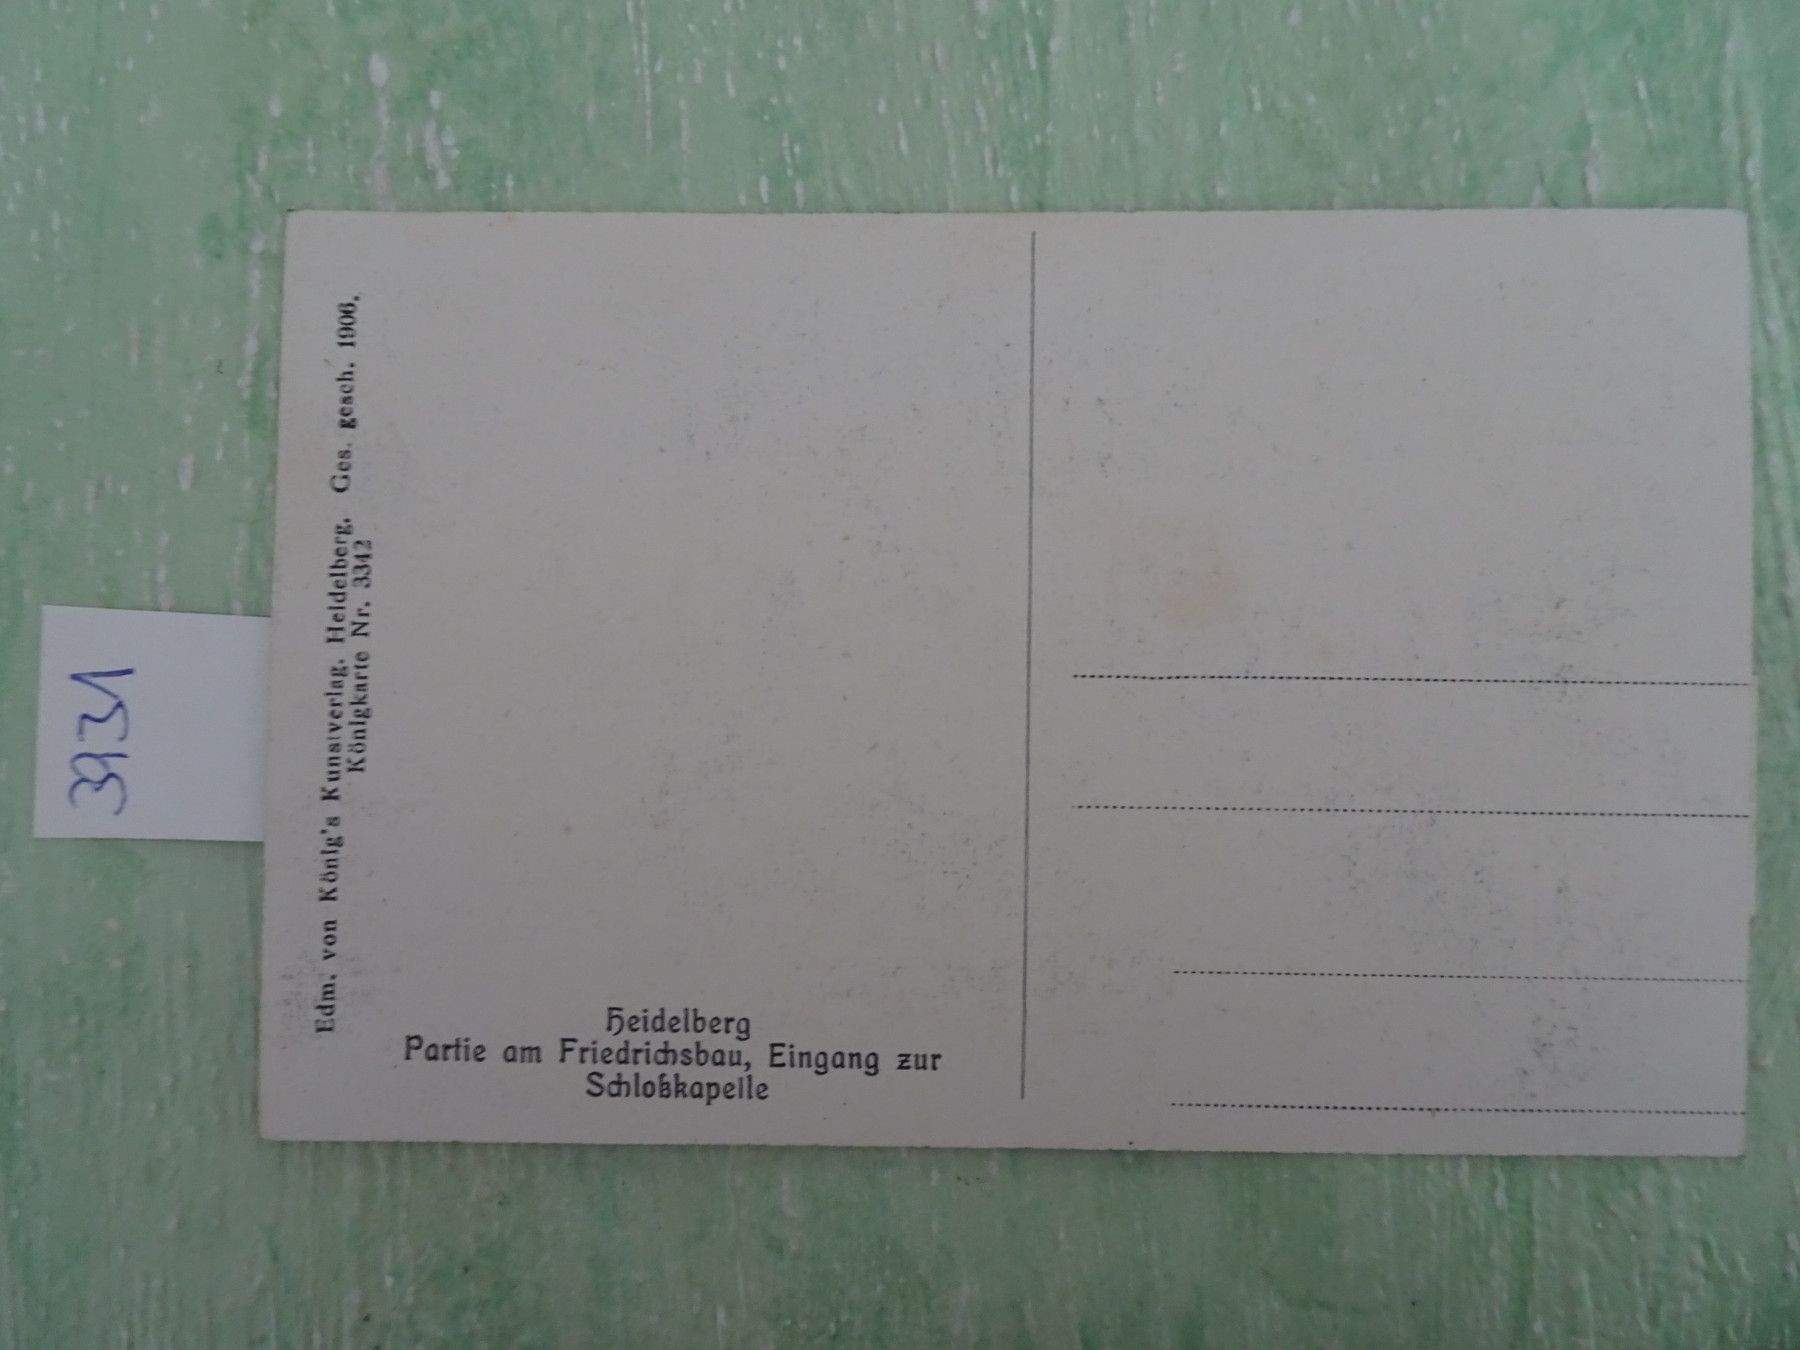 3931
Edm. von König's Kunstverlag, Heidelberg. Ges. gesch. 1906.
Königkarte Nr. 3342
Heidelberg
Partie am Friedrichsbau, Eingang zur
Schloßkapelle